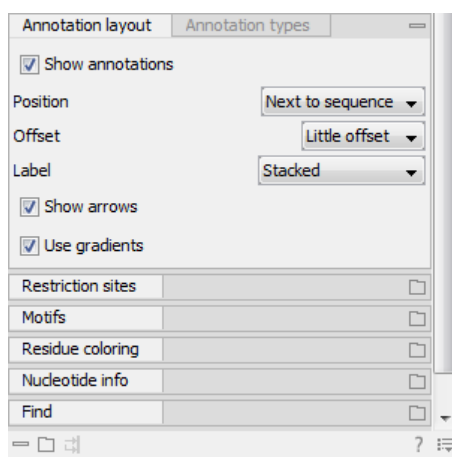 Annotation layout Annotation types
Show annotations
Position Next to sequence
Offset Little offset
Label Stacked
Show arrows
Use gradients
Restriction sites
Motifs
Residue coloring
Nucleotide info
Find
?